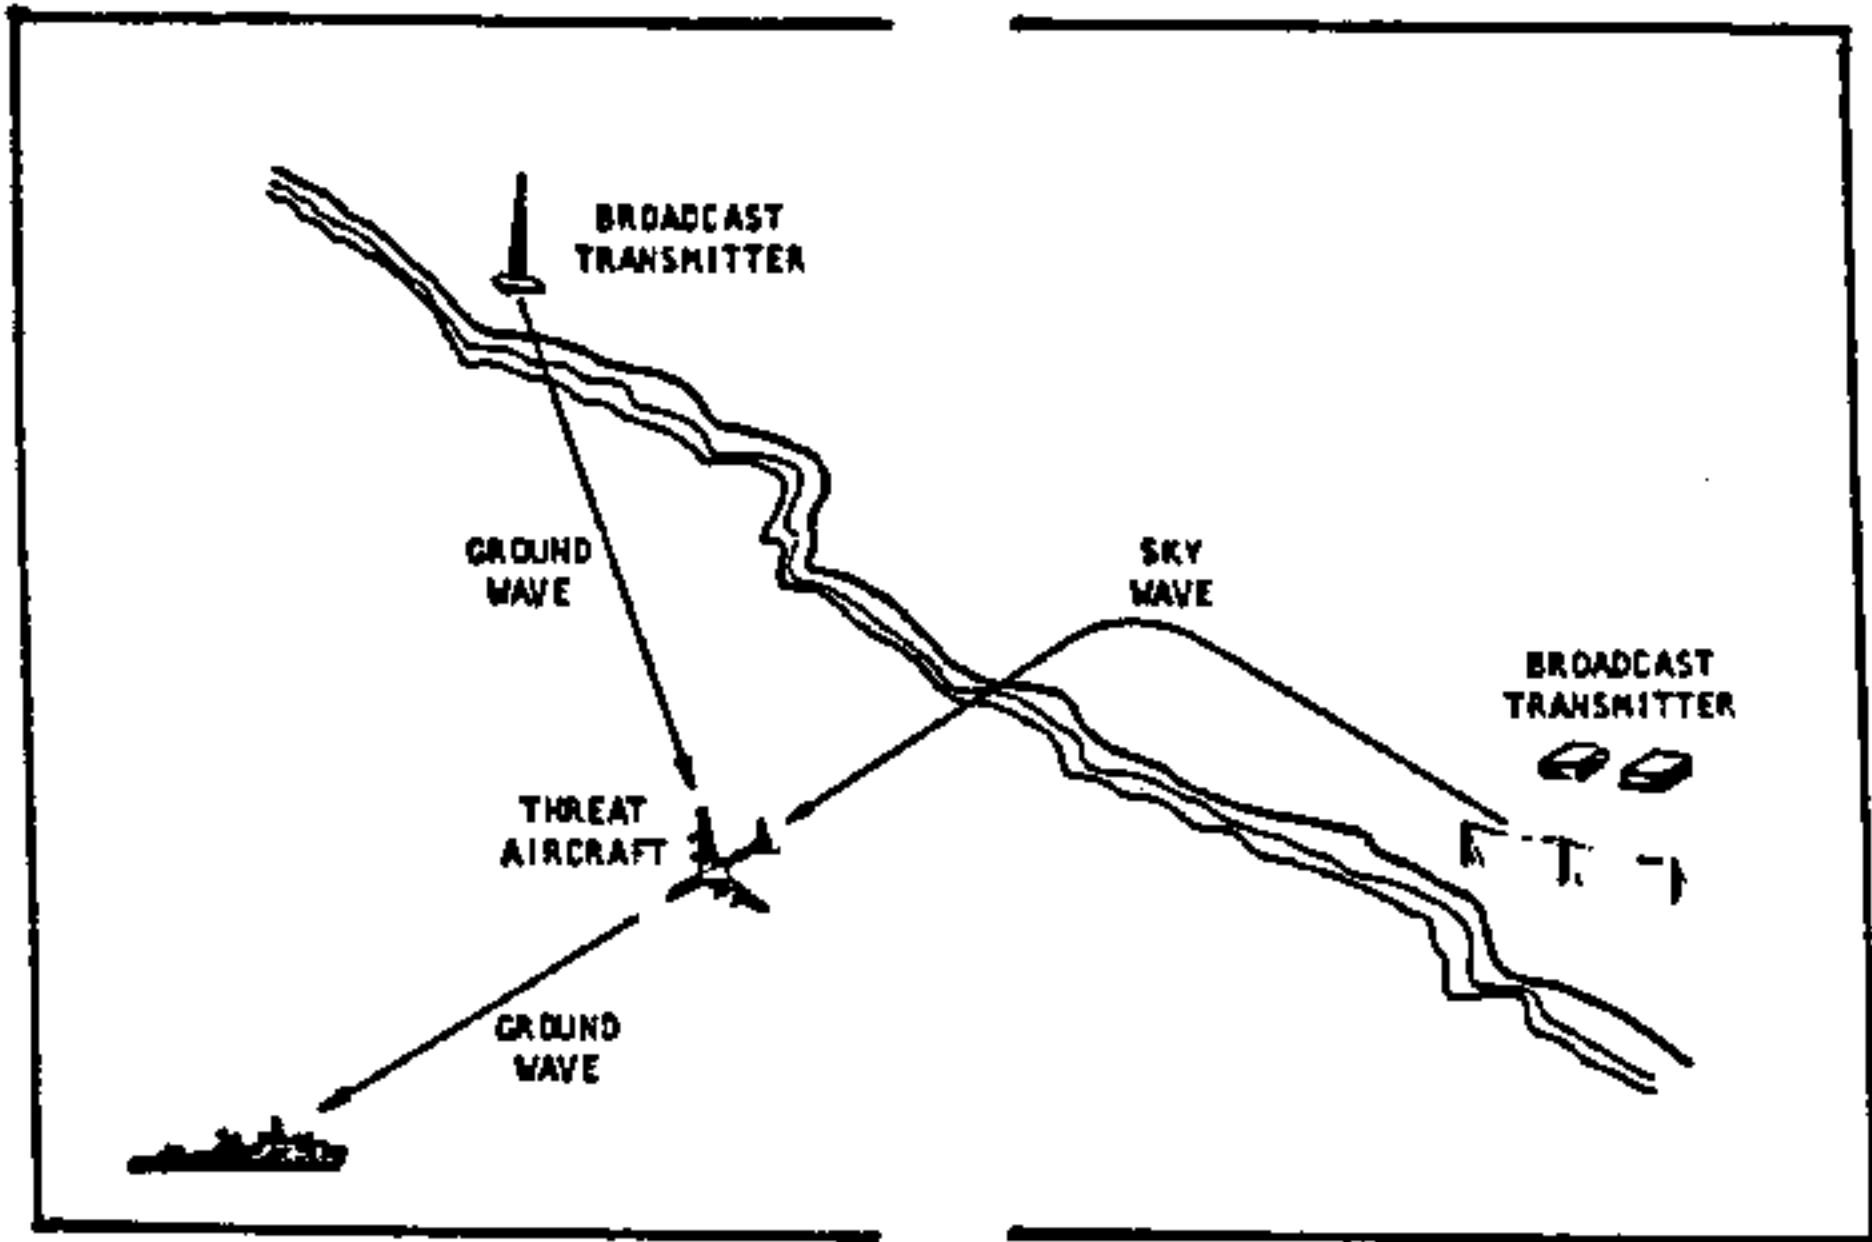 BROADCAST
TRANSMITTER
GROUND
WAVE
SKY
WAVE
BROADCAST
TRANSMITTER
THREAT
AIRCRAFT
GROUND
WAVE